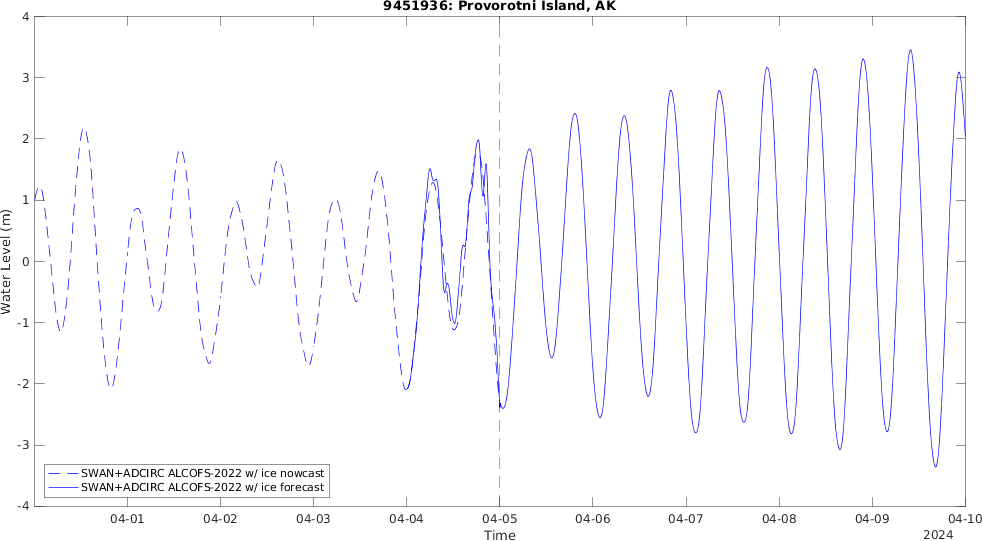 9451936: Provorotni Island, AK
4
3
2
1
0
-1
-2
-3
-4
Water Level (m)
SWAN+ADCIRC ALCOFS-2022 w/ ice nowcast
SWAN+ADCIRC ALCOFS-2022 w/ ice forecast
04-01 04-02 04-03 04-04 04-05 04-06 04-07 04-08 04-09 04-10
Time
2024